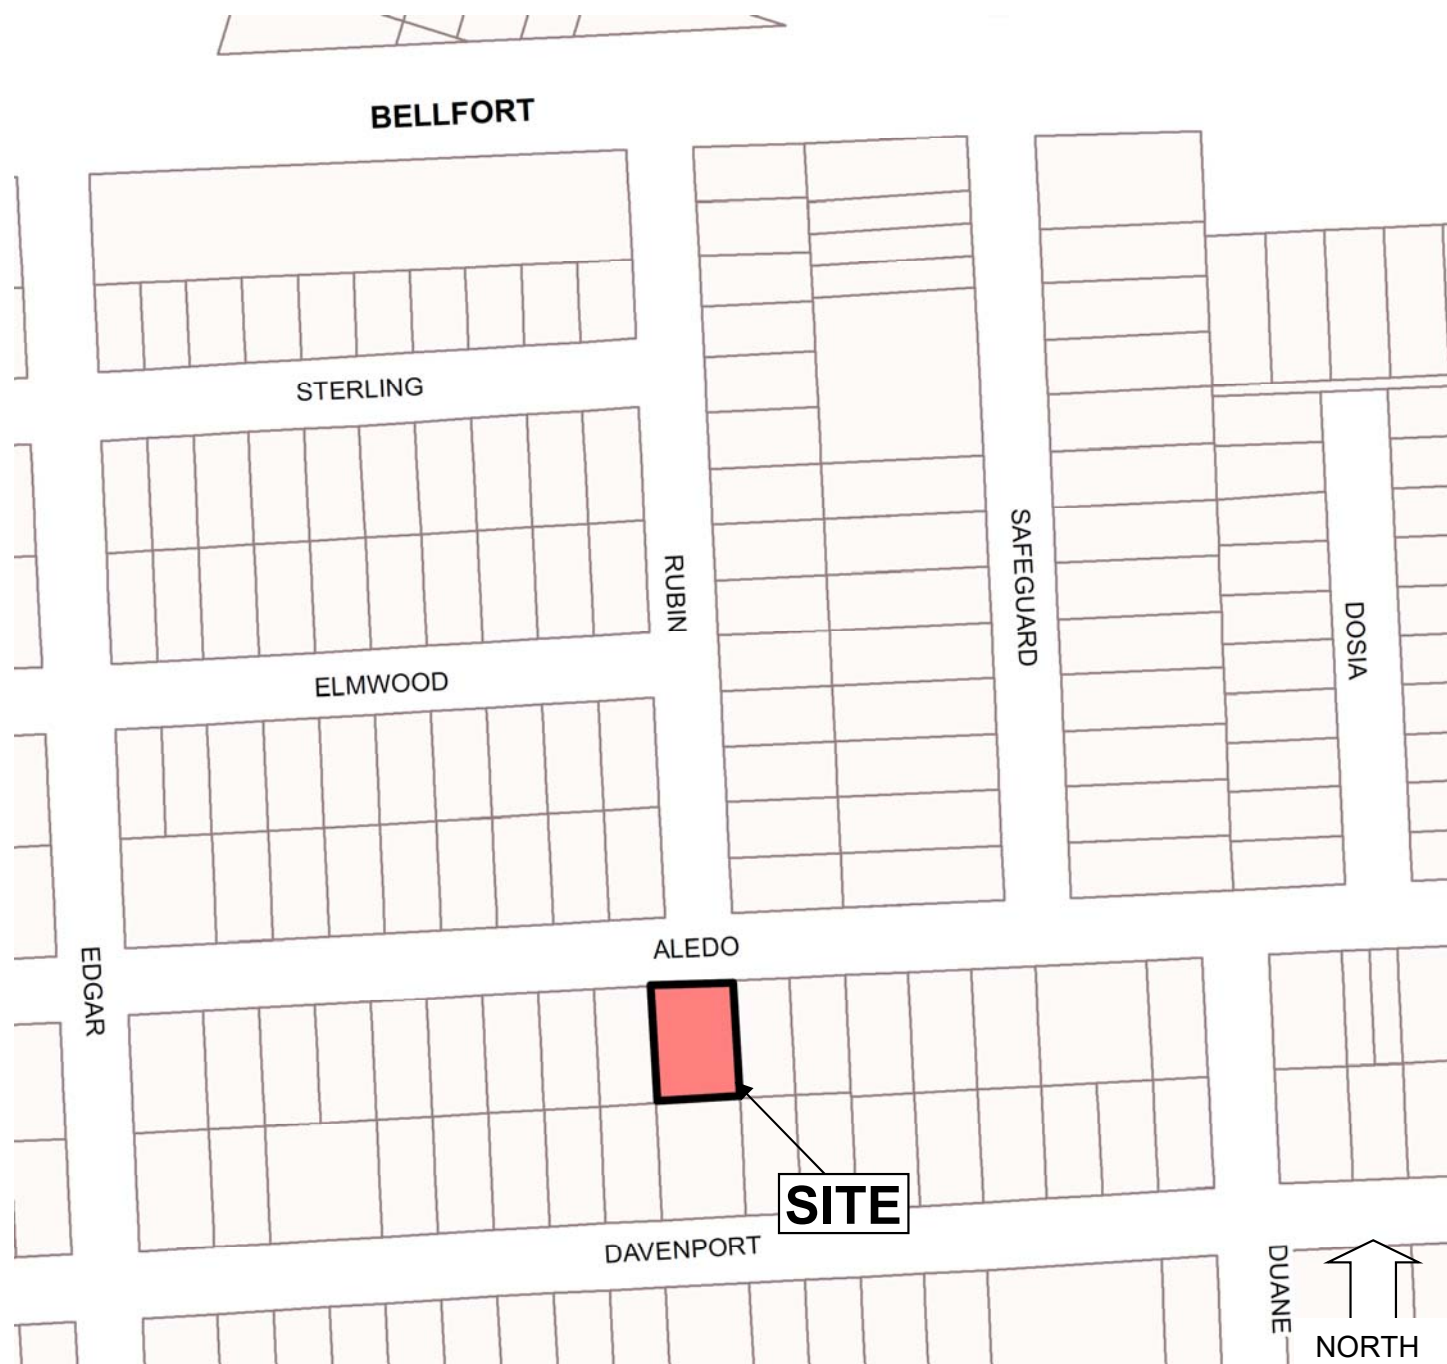 BELLFORT
STERLING
RUBIN
SAFEGUARD
DOSIA
ELMWOOD
EDGAR
ALEDO
SITE
DAVENPORT
DUANE
NORTH